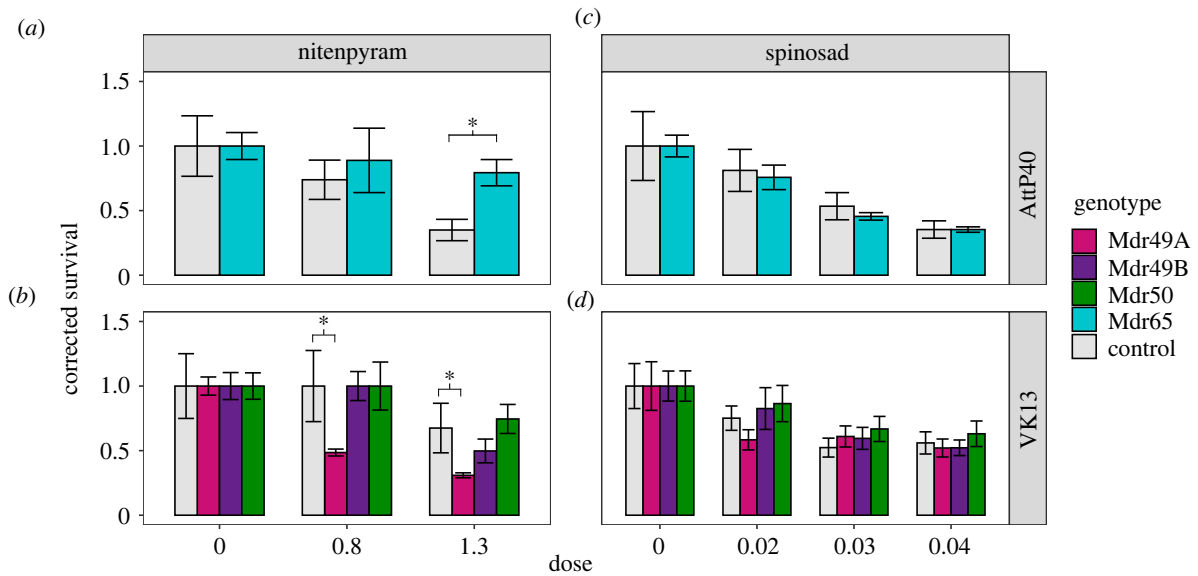 (a)
nitenpyram
(c)
spinosad
1.5
1.0
0.5
0
*
AttP40
corrected survival
(b)
1.5
1.0
0.5
0
*
*
(d)
VK13
0
0.8
1.3
0
0.02
0.03
0.04
dose
genotype
Mdr49A
Mdr49B
Mdr50
Mdr65
control